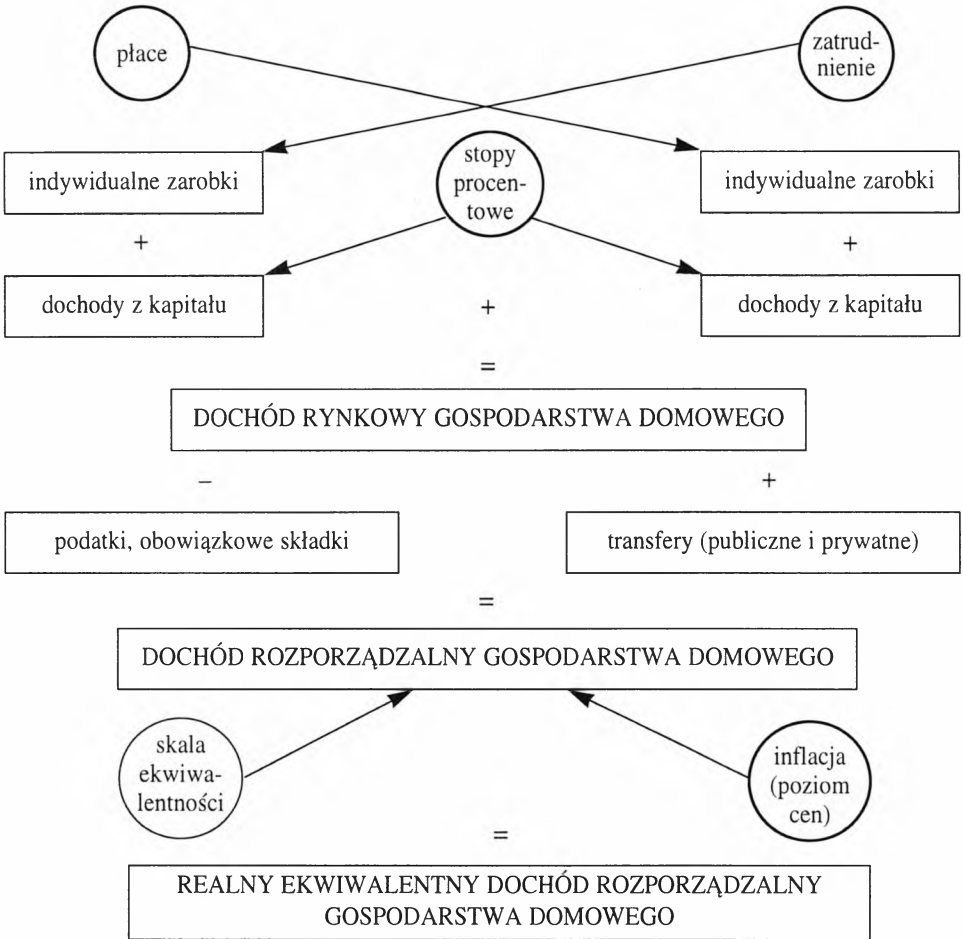 płace
zatrud-
nienie
indywidualne zarobki
stopy
procen-
towe
indywidualne zarobki
+
+
dochody z kapitału
+
dochody z kapitału
=
DOCHÓD RYNKOWY GOSPODARSTWA DOMOWEGO
–
+
podatki, obowiązkowe składki
transfery (publiczne i prywatne)
=
DOCHÓD ROZPORZĄDZALNY GOSPODARSTWA DOMOWEGO
skala
ekwiwa-
lentności
inflacja
(poziom
cen)
=
REALNY EKWIWALENTNY DOCHÓD ROZPORZĄDZALNY
GOSPODARSTWA DOMOWEGO